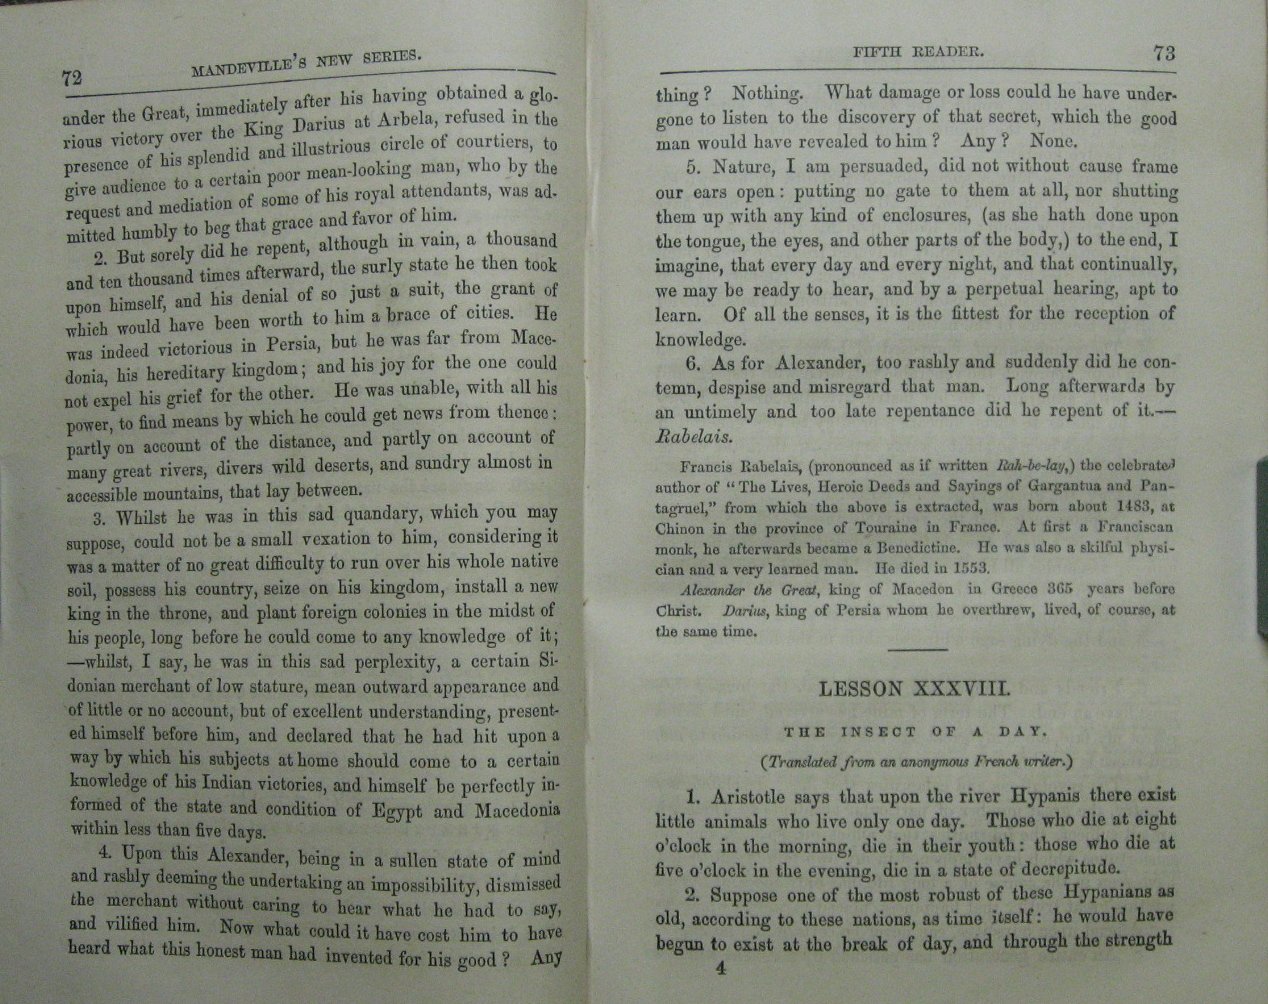 72
MANDEVILLE'S NEW SERIES.
ander the Great, immediately after his having obtained a glo-
rious victory over the King Darius at Arbela, refused in the
presence of his splendid and illustrious circle of courtiers, to
give audience to a certain poor mean-looking man, who by the
request and mediation of some of his royal attendants, was ad-
mitted humbly to beg that grace and favor of him.
2. But sorely did he repent, although in vain, a thousand
and ten thousand times afterward, the surly state he then took
upon himself, and his denial of so just a suit, the grant of
which would have been worth to him a brace of cities. He
was indeed victorious in Persia, but he was far from Mace-
donia, his hereditary kingdom; and his joy for the one could
not expel his grief for the other. He was unable, with all his
power, to find means by which he could get news from thence:
partly on account of the distance, and partly on account of
many great rivers, divers wild deserts, and sundry almost in
accessible mountains, that lay between.
3. Whilst he was in this sad quandary, which you may
suppose, could not be a small vexation to him, considering it
was a matter of no great difficulty to run over his whole native
soil, possess his country, seize on his kingdom, install a new
king in the throne, and plant foreign colonies in the midst of
his people, long before he could come to any knowledge of it;
—whilst, I say, he was in this sad perplexity, a certain Si-
donian merchant of low stature, mean outward appearance and
of little or no account, but of excellent understanding, present-
ed himself before him, and declared that he had hit upon a
way by which his subjects at home should come to a certain
knowledge of his Indian victories, and himself be perfectly in-
formed of the state and condition of Egypt and Macedonia
within less than five days.
4. Upon this Alexander, being in a sullen state of mind
and rashly deeming the undertaking an impossibility, dismissed
the merchant without caring to hear what he had to say,
and vilified him. Now what could it have cost him to have
heard what this honest man had invented for his good? Any
FIFTH READER.
73
thing? Nothing. What damage or loss could he have under-
gone to listen to the discovery of that secret, which the good
man would have revealed to him? Any? None.
5. Nature, I am persuaded, did not without cause frame
our ears open: putting no gate to them at all, nor shutting
them up with any kind of enclosures, (as she hath done upon
the tongue, the eyes, and other parts of the body,) to the end, I
imagine, that every day and every night, and that continually,
we may be ready to hear, and by a perpetual hearing, apt to
learn. Of all the senses, it is the fittest for the reception of
knowledge.
6. As for Alexander, too rashly and suddenly did he con-
temn, despise and misregard that man. Long afterwards by
an untimely and too late repentance did he repent of it.—
Rabelais.
Francis Rabelais, (pronounced as if written Rah-be-lay,) the celebrated
author of "The Lives, Heroic Deeds and Sayings of Gargantua and Pan-
tagruel," from which the above is extracted, was born about 1483, at
Chinon in the province of Touraine in France. At first a Franciscan
monk, he afterwards became a Benedictine. He was also a skilful physi-
cian and a very learned man. He died in 1553.
Alexander the Great, king of Macedon in Greece 365 years before
Christ. Darius, king of Persia whom he overthrew, lived, of course, at
the same time.
LESSON XXXVIII.
THE INSECT OF A DAY.
(Translated from an anonymous French writer.)
1. Aristotle says that upon the river Hypanis there exist
little animals who live only one day. Those who die at eight
o'clock in the morning, die in their youth: those who die at
five o'clock in the evening, die in a state of decrepitude.
2. Suppose one of the most robust of these Hypanians as
old, according to these nations, as time itself: he would have
begun to exist at the break of day, and through the strength
4